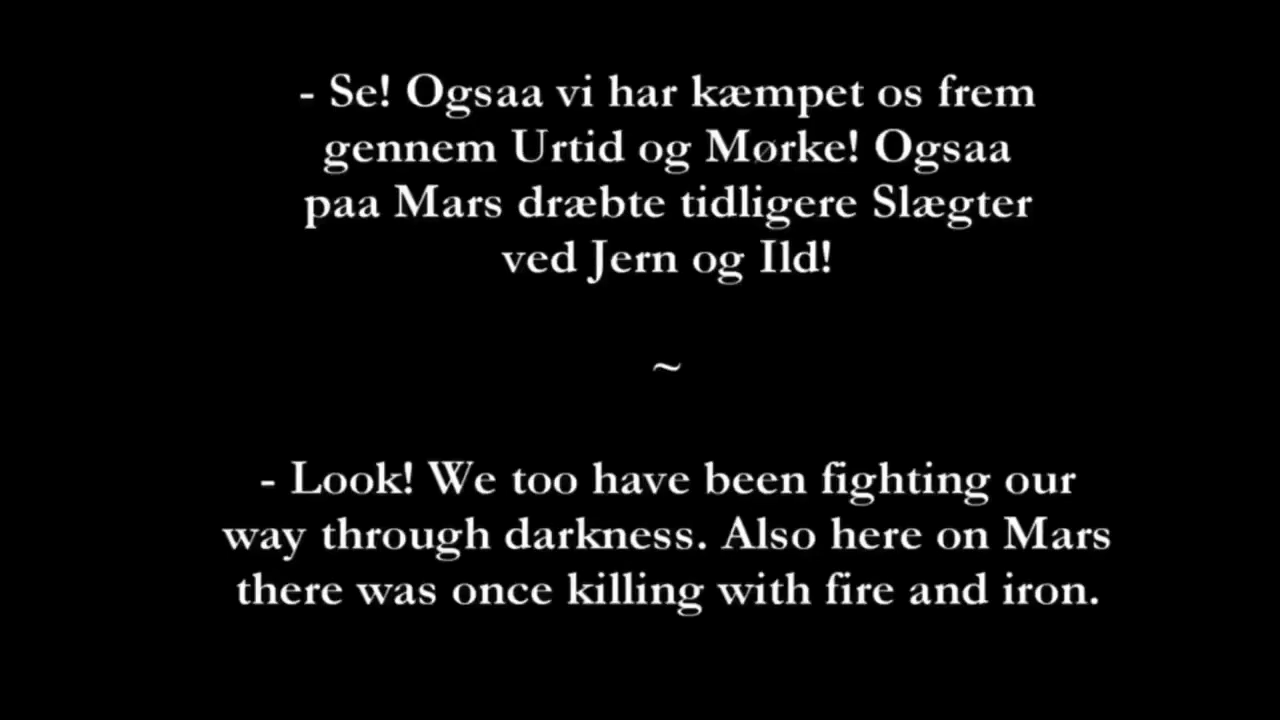 - Se! Ogsaa vi har kæmpet os frem
gennem Urtid og Mørke! Ogsaa
paa Mars dræbte tidligere Slægter
ved Jern og Ild!
~
- Look! We too have been fighting our
way through darkness. Also here on Mars
there was once killing with fire and iron.